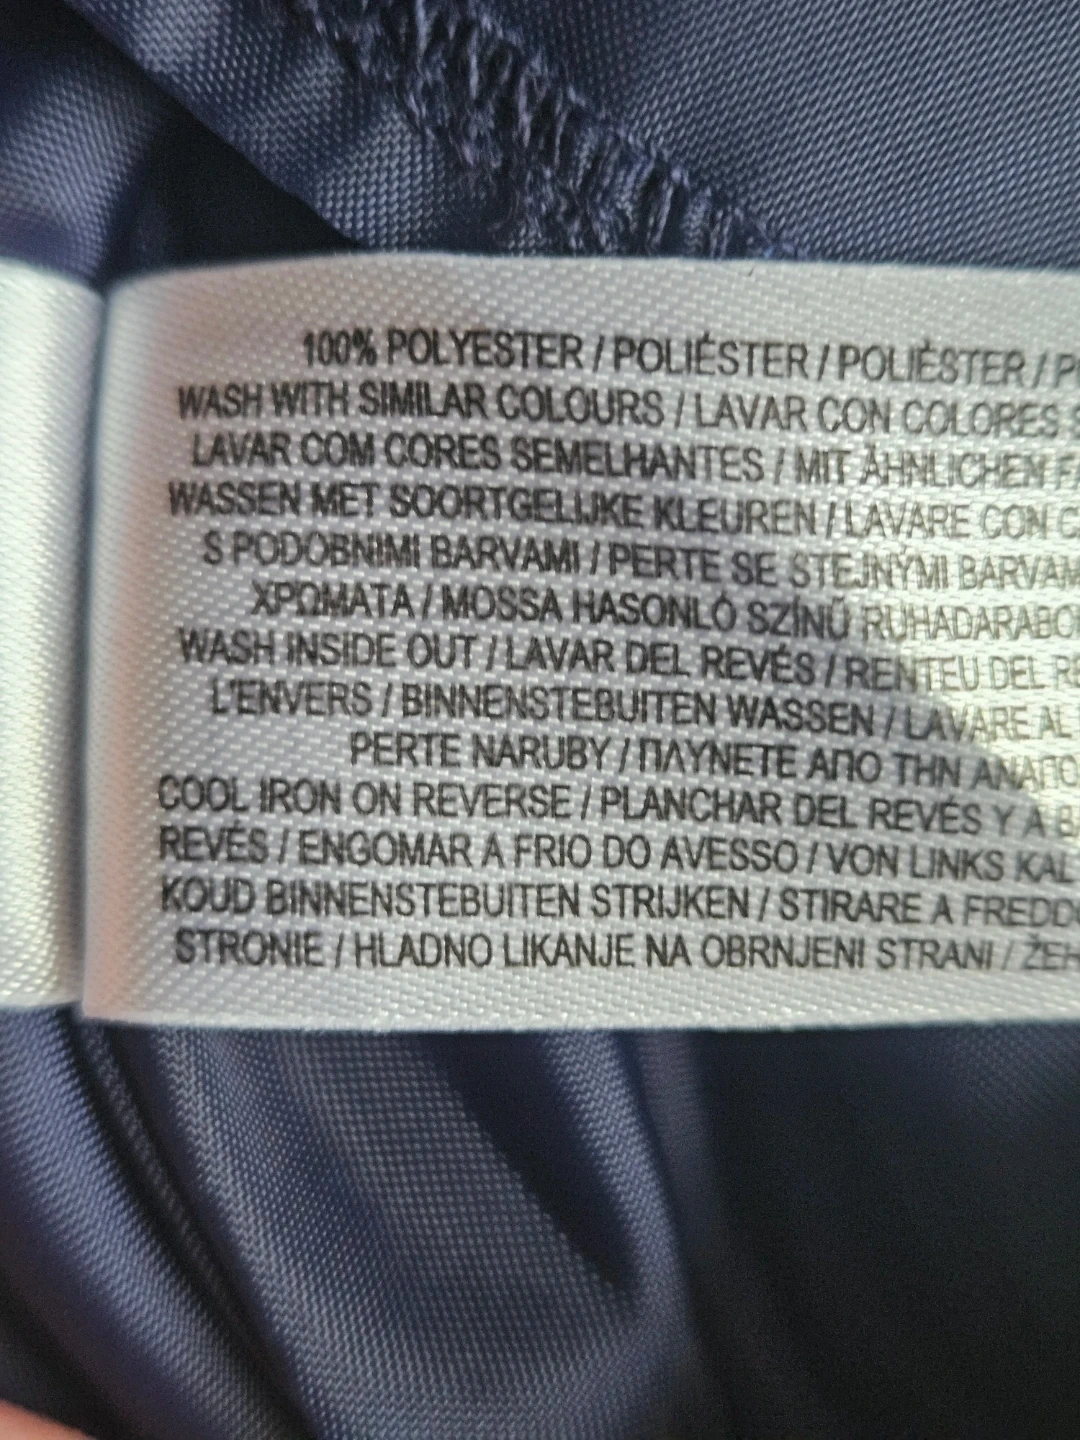 100% POLYESTER / POLIÉSTER / POLIÉSTER /
WASH WITH SIMILAR COLOURS / LAVAR CON COLORES
LAVAR COM CORES SEMELHANTES / MIT ÄHNLICHEN
WASSEN MET SOORTGELIJKE KLEUREN / LAVARE CON
S PODOBNIMI BARVAMI / PERTE SE STEJNÝMI
ΧΡΩΜΑΤΑ / MOSSA HASONLÓ SZÍNŰ
WASH INSIDE OUT / LAVAR DEL REVÉS / RENTEU DEL
L'ENVERS / BINNENSTEBUITEN WASSEN / LAVARE AL
PERTE NARUBY / ΠΛΥΝΕΤΕ ΑΠΟ ΤΗΝ
COOL IRON ON REVERSE / PLANCHAR DEL REVÉS Y A
REVÉS / ENGOMAR A FRIO DO AVESSO / VON LINKS
KOUD BINNENSTEBUITEN STRIJKEN / STIRARE A
STRONIE / HLADNO LIKANJE NA OBRNJENI STRANI /